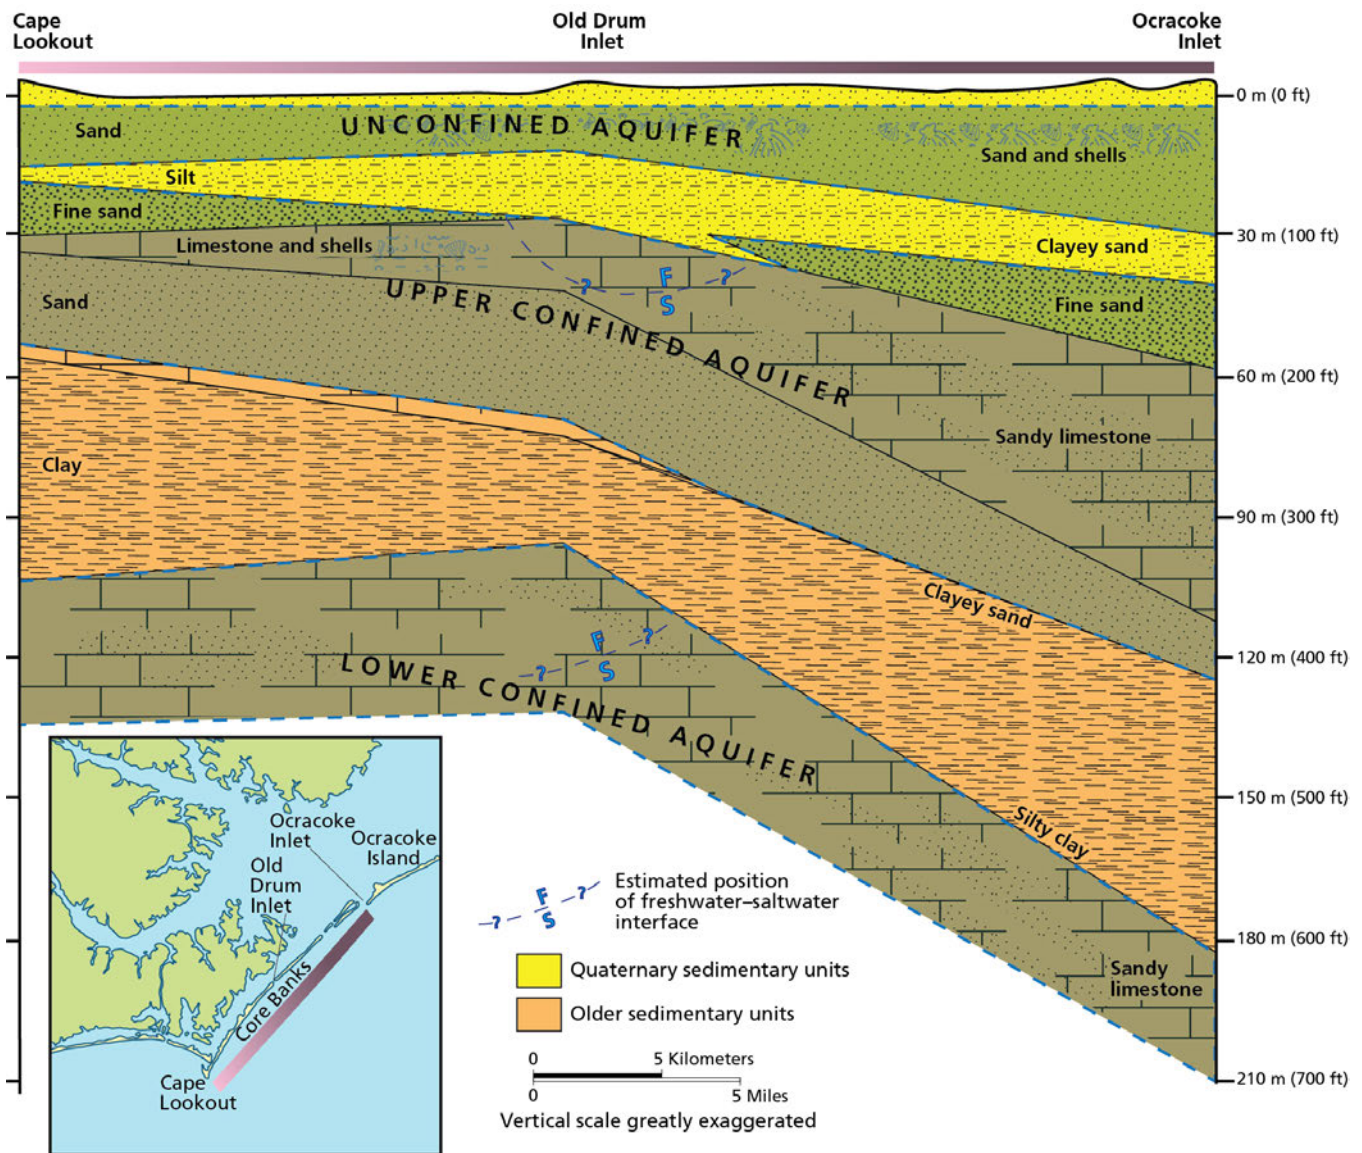 Cape
Lookout
Old Drum
Inlet
Ocracoke
Inlet
0 m (0 ft)
UNCONFINED AQUIFER
Sand
Sand and shells
Silt
Fine sand
30 m (100 ft)
Clayey sand
Limestone and shells
F
S
?
?
Fine sand
Sand
UPPER CONFINED AQUIFER
60 m (200 ft)
Sandy limestone
Clay
90 m (300 ft)
Clayey sand
F
S
?
?
120 m (400 ft)
LOWER CONFINED AQUIFER
150 m (500 ft)
Silty clay
180 m (600 ft)
Sandy
limestone
210 m (700 ft)
Ocracoke
Inlet
Ocracoke
Island
Old
Drum
Inlet
Core Banks
Cape
Lookout
? F S ?
Estimated position
of freshwater–saltwater
interface
Quaternary sedimentary units
Older sedimentary units
0 5 Kilometers
0 5 Miles
Vertical scale greatly exaggerated